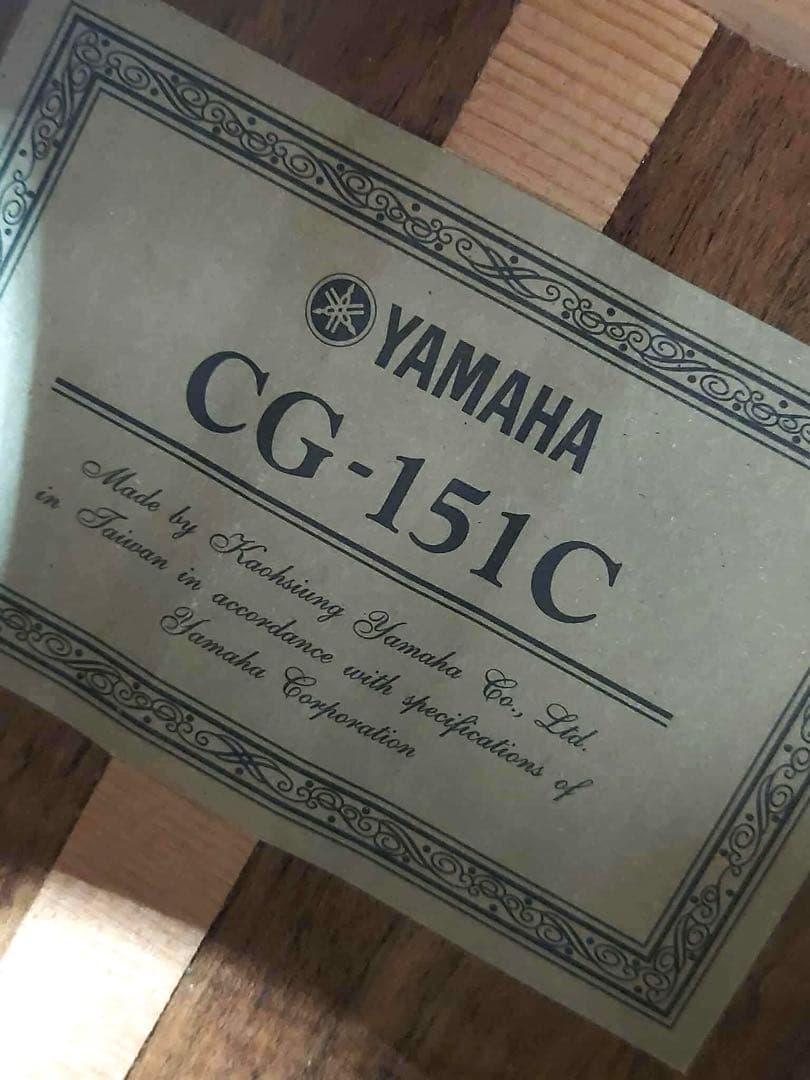 YAMAHA
CG-151C
Made by Kaohsiung Yamaha Co., Ltd.
in Taiwan in accordance with specifications of
Yamaha Corporation